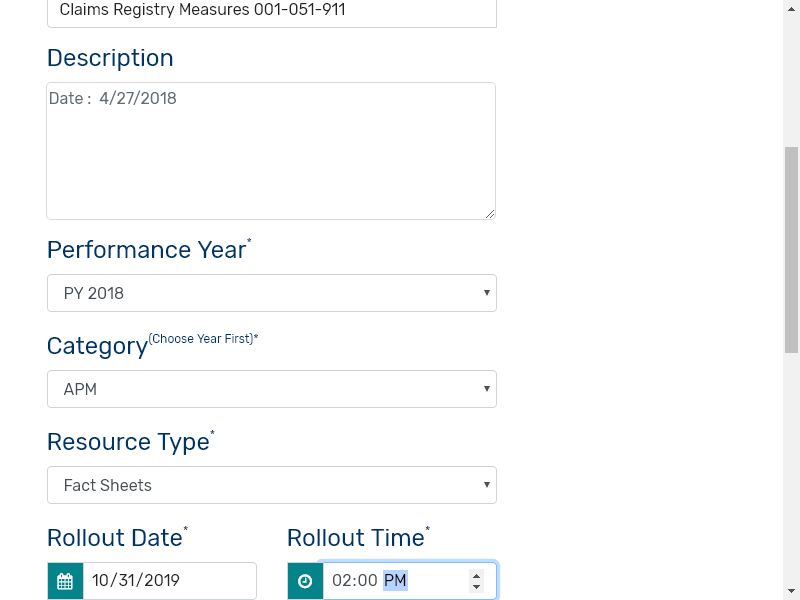 Claims Registry Measures 001-051-911
Description
Date : 4/27/2018
Performance Year*
PY 2018
Category(Choose Year First)*
APM
Resource Type*
Fact Sheets
Rollout Date* Rollout Time*
10/31/2019 02:00 PM